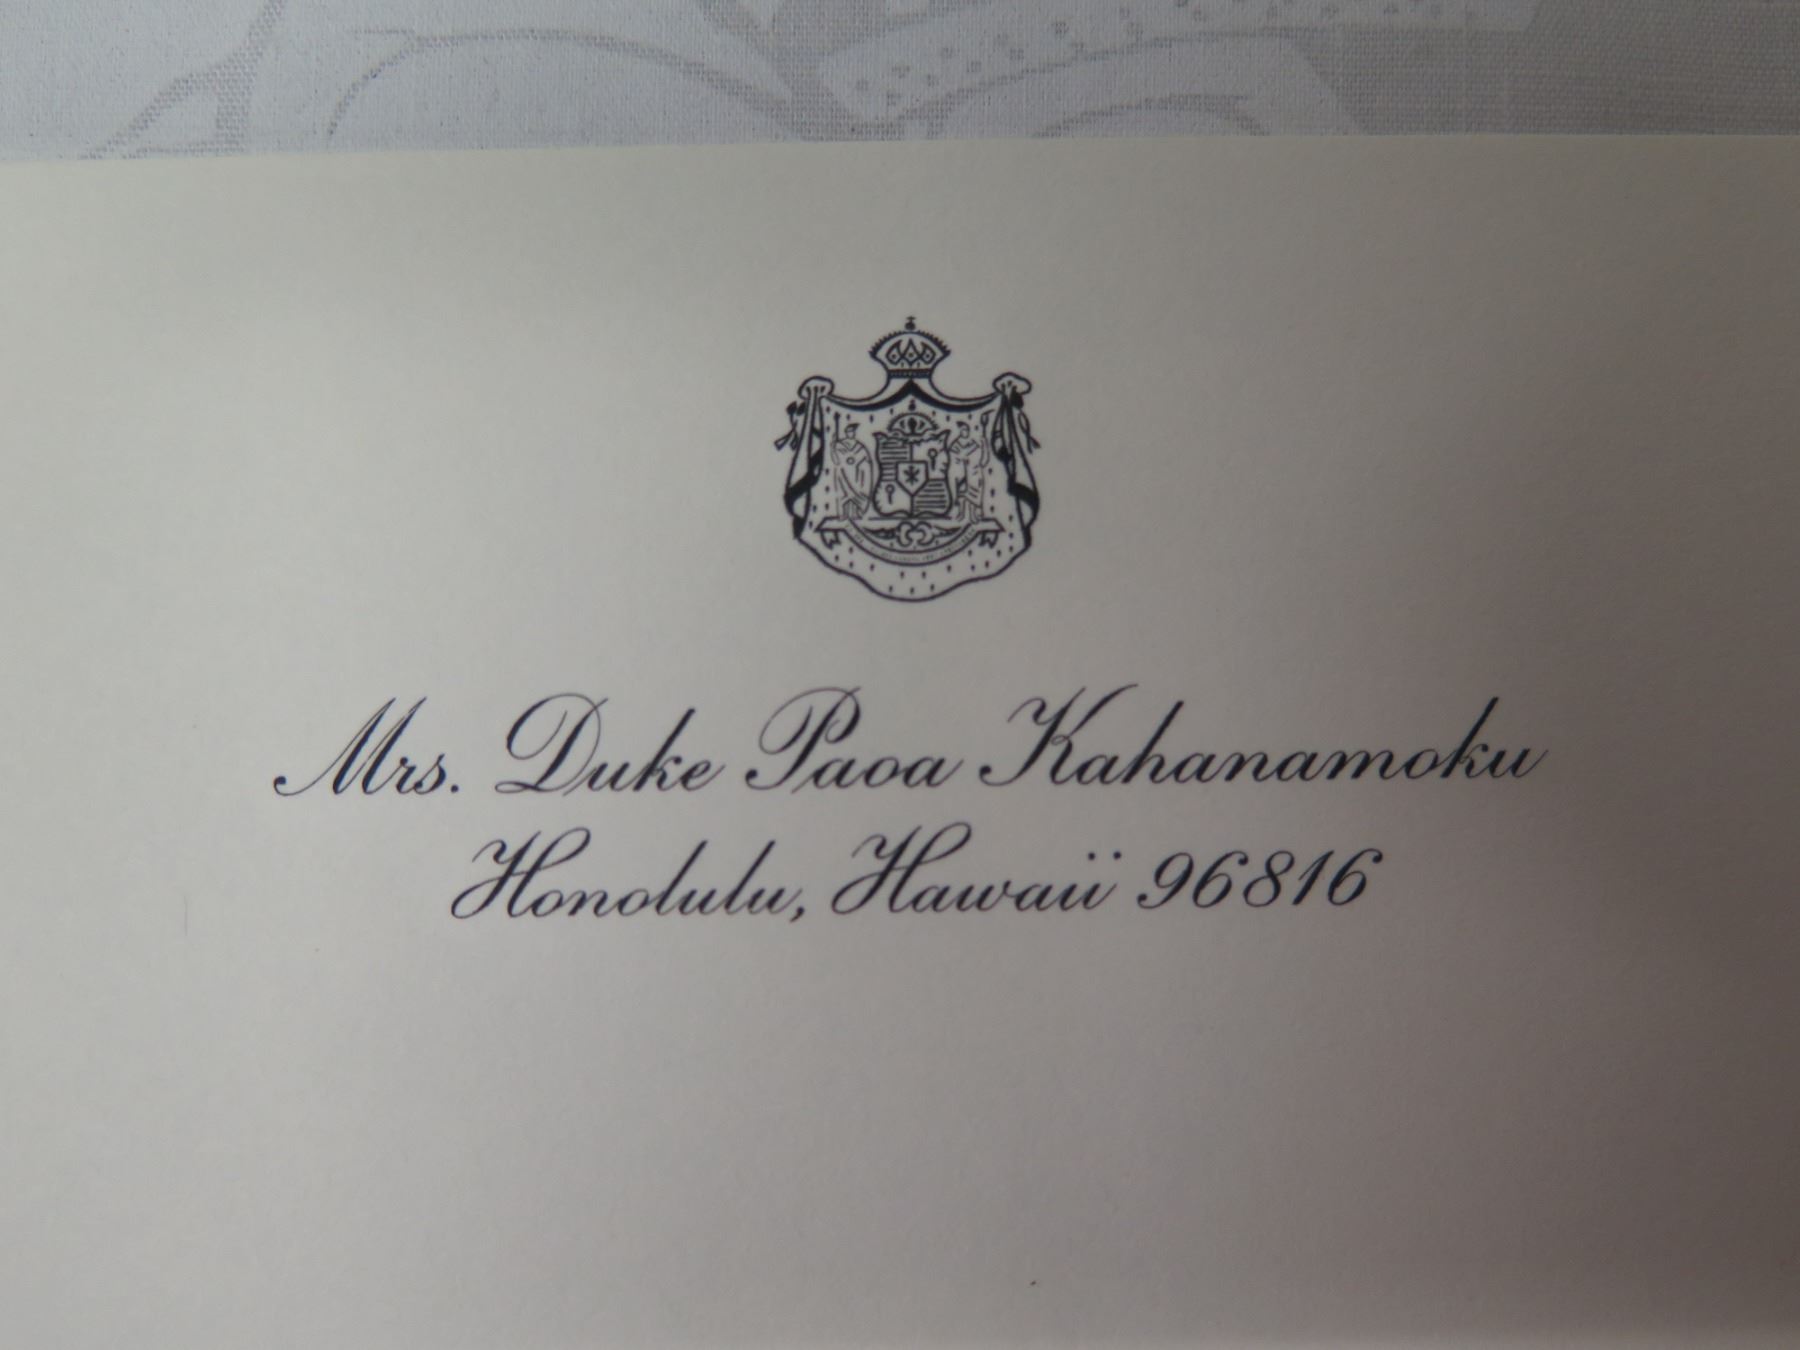 Mrs. Duke Paoa Kahanamoku
Honolulu, Hawaii 96816